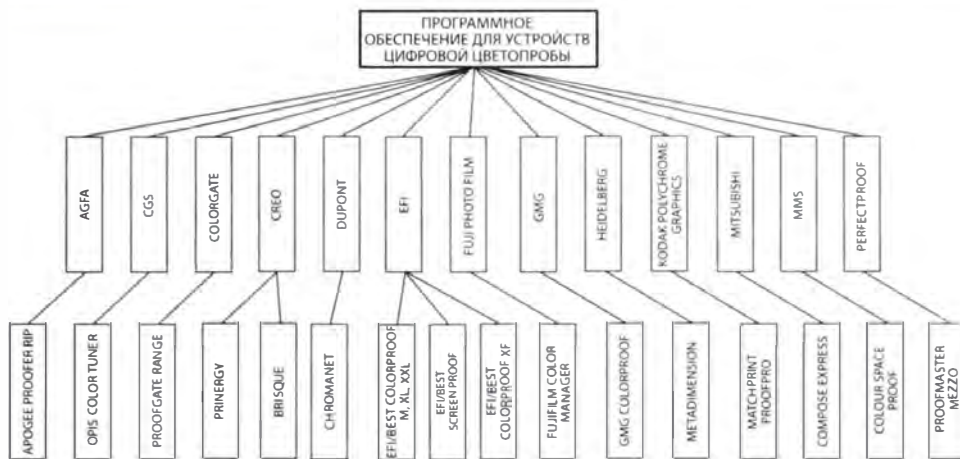 ПРОГРАММНОЕ
ОБЕСПЕЧЕНИЕ ДЛЯ УСТРОЙСТВ
ЦИФРОВОЙ ЦВЕТОПРОБЫ
AGFA
CGS
COLORGATE
CREO
DUPONT
EFI
FUJI PHOTO FILM
GMG
HEIDELBERG
KODAK POLYCHROME
GRAPHICS
MITSUBISHI
MMS
PERFECTPROOF
APOGEE PROOFER RIP
OPIS COLOR TUNER
PROOFGATE RANGE
PRINERGY
BRISQUE
CHROMANET
EFI/BEST COLORPROOF
M, XL, XXL
EFI/BEST
SCREEN PROOF
EFI/BEST
COLORPROOF XF
FUJIFILM COLOR
MANAGER
GMG COLORPROOF
METADIMENSION
MATCHPRINT
PROOFPRO
COMPOSE EXPRESS
COLOUR SPACE
PROOF
PROOFMASTER
MEZZO